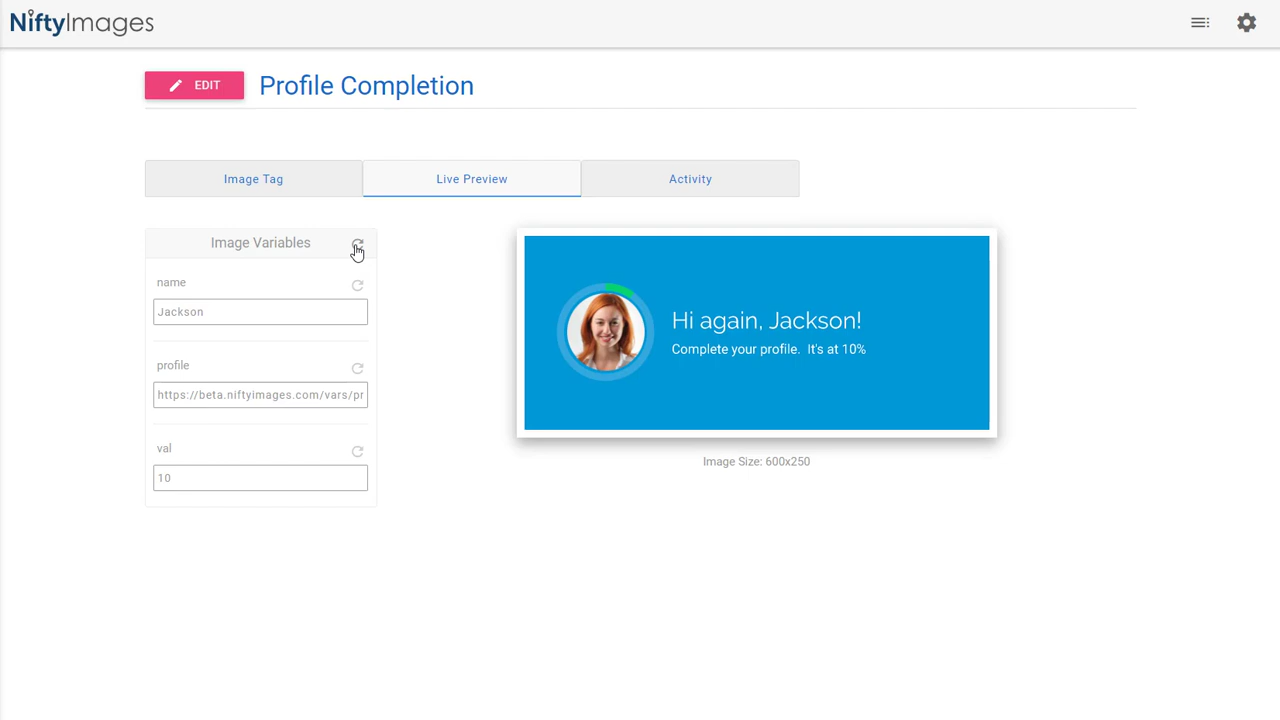 NiftyImages
EDIT
Profile Completion
Image Tag
Live Preview
Activity
Image Variables
name
Jackson
profile
https://beta.niftyimages.com/vars/pr
val
10
Hi again, Jackson!
Complete your profile. It's at 10%
Image Size: 600x250